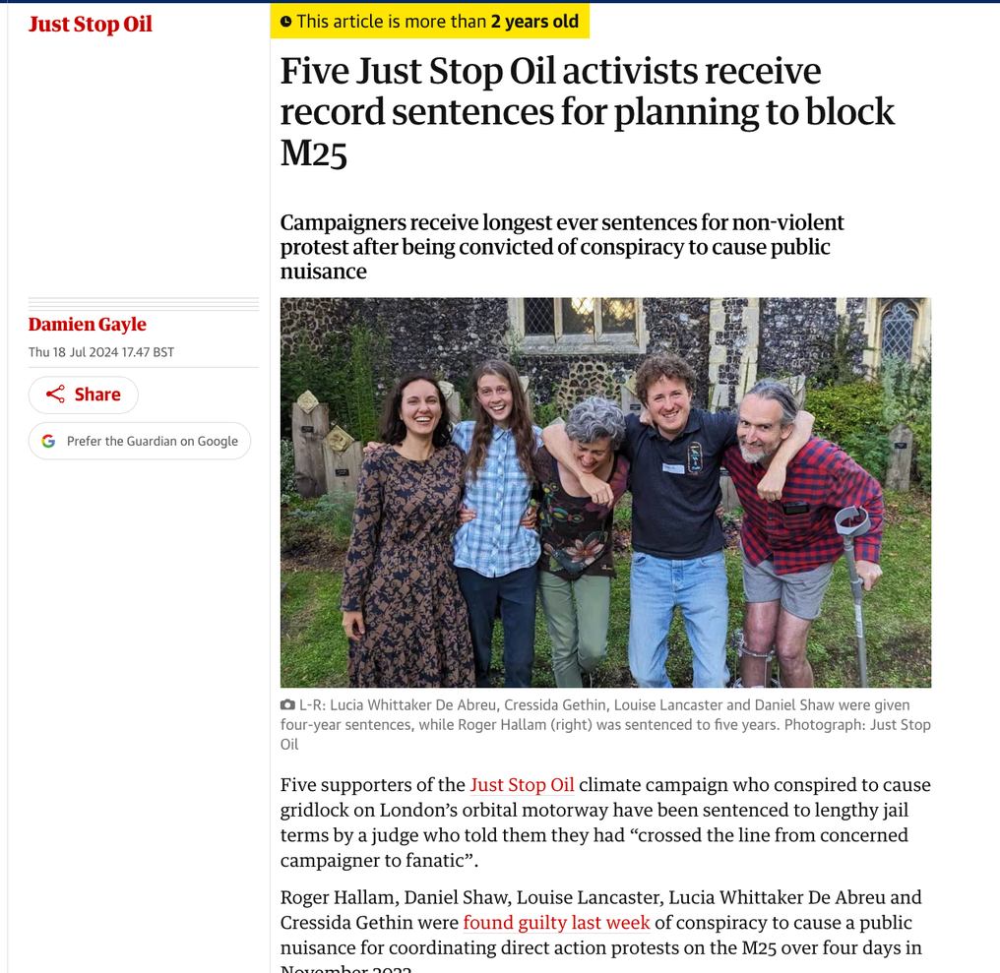 Just Stop Oil
This article is more than 2 years old
Five Just Stop Oil activists receive
record sentences for planning to block
M25
Campaigners receive longest ever sentences for non-violent
protest after being convicted of conspiracy to cause public
nuisance
Damien Gayle
Thu 18 Jul 2024 17.47 BST
Share
Prefer the Guardian on Google
L-R: Lucia Whittaker De Abreu, Cressida Gethin, Louise Lancaster and Daniel Shaw were given
four-year sentences, while Roger Hallam (right) was sentenced to five years. Photograph: Just Stop
Oil
Five supporters of the Just Stop Oil climate campaign who conspired to cause
gridlock on London’s orbital motorway have been sentenced to lengthy jail
terms by a judge who told them they had “crossed the line from concerned
campaigner to fanatic”.
Roger Hallam, Daniel Shaw, Louise Lancaster, Lucia Whittaker De Abreu and
Cressida Gethin were found guilty last week of conspiracy to cause a public
nuisance for coordinating direct action protests on the M25 over four days in
November